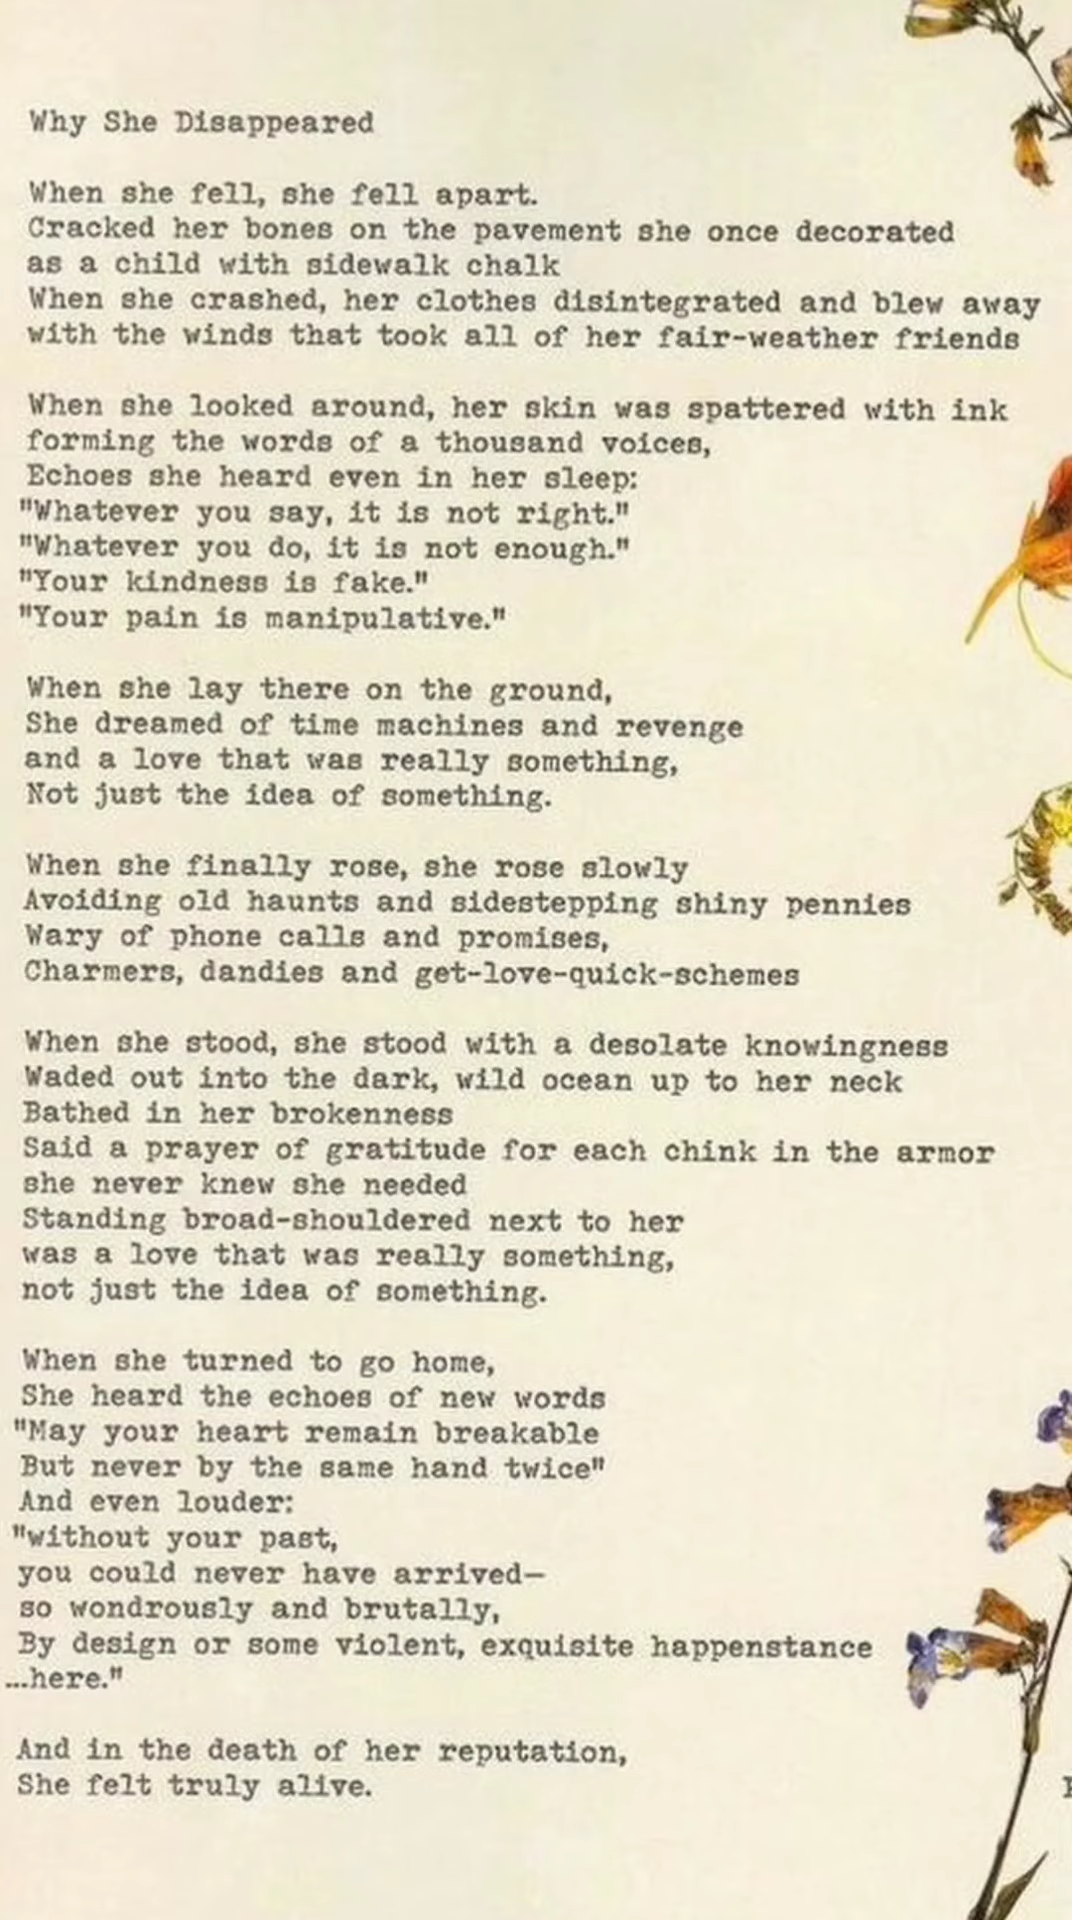 Why She Disappeared
When she fell, she fell apart.
Cracked her bones on the pavement she once decorated
as a child with sidewalk chalk
When she crashed, her clothes disintegrated and blew away
with the winds that took all of her fair-weather friends
When she looked around, her skin was spattered with ink
forming the words of a thousand voices,
Echoes she heard even in her sleep:
"Whatever you say, it is not right."
"Whatever you do, it is not enough."
"Your kindness is fake."
"Your pain is manipulative."
When she lay there on the ground,
She dreamed of time machines and revenge
and a love that was really something,
Not just the idea of something.
When she finally rose, she rose slowly
Avoiding old haunts and sidestepping shiny pennies
Wary of phone calls and promises,
Charmers, dandies and get-love-quick-schemes
When she stood, she stood with a desolate knowingness
Waded out into the dark, wild ocean up to her neck
Bathed in her brokenness
Said a prayer of gratitude for each chink in the armor
she never knew she needed
Standing broad-shouldered next to her
was a love that was really something,
not just the idea of something.
When she turned to go home,
She heard the echoes of new words
"May your heart remain breakable
But never by the same hand twice"
And even louder:
"without your past,
you could never have arrived—
so wondrously and brutally,
By design or some violent, exquisite happenstance
...here."
And in the death of her reputation,
She felt truly alive.